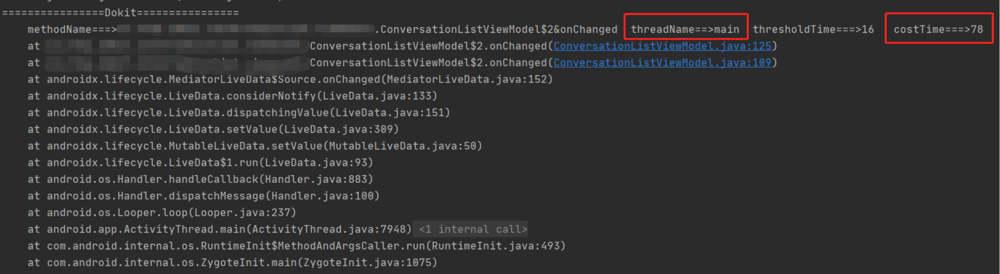 ================Dokit================
methodName===> .ConversationListViewModel$2&onChanged threadName==>main thresholdTime===>16 costTime===>78
at ConversationListViewModel$2.onChanged(ConversationListViewModel.java:125)
at ConversationListViewModel$2.onChanged(ConversationListViewModel.java:109)
at androidx.lifecycle.MediatorLiveData$Source.onChanged(MediatorLiveData.java:152)
at androidx.lifecycle.LiveData.considerNotify(LiveData.java:133)
at androidx.lifecycle.LiveData.dispatchingValue(LiveData.java:151)
at androidx.lifecycle.LiveData.setValue(LiveData.java:309)
at androidx.lifecycle.MutableLiveData.setValue(MutableLiveData.java:50)
at androidx.lifecycle.LiveData$1.run(LiveData.java:93)
at android.os.Handler.handleCallback(Handler.java:883)
at android.os.Handler.dispatchMessage(Handler.java:100)
at android.os.Looper.loop(Looper.java:237)
at android.app.ActivityThread.main(ActivityThread.java:7948) <1 internal call>
at com.android.internal.os.RuntimeInit$MethodAndArgsCaller.run(RuntimeInit.java:493)
at com.android.internal.os.ZygoteInit.main(ZygoteInit.java:1075)